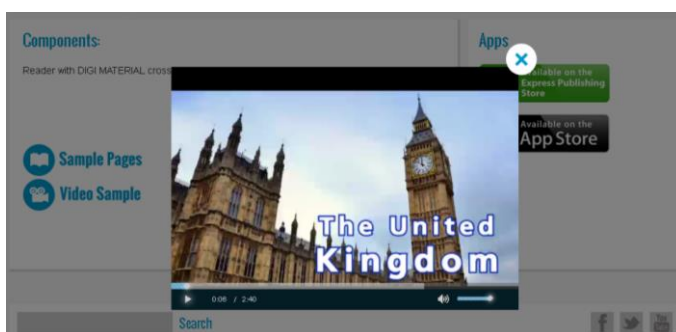 Components:
Apps
Reader with DIGI MATERIAL cross
Available on the
Express Publishing
Store
Available on the
App Store
Sample Pages
Video Sample
The United
Kingdom
0:06 / 2:40
Search
f
You